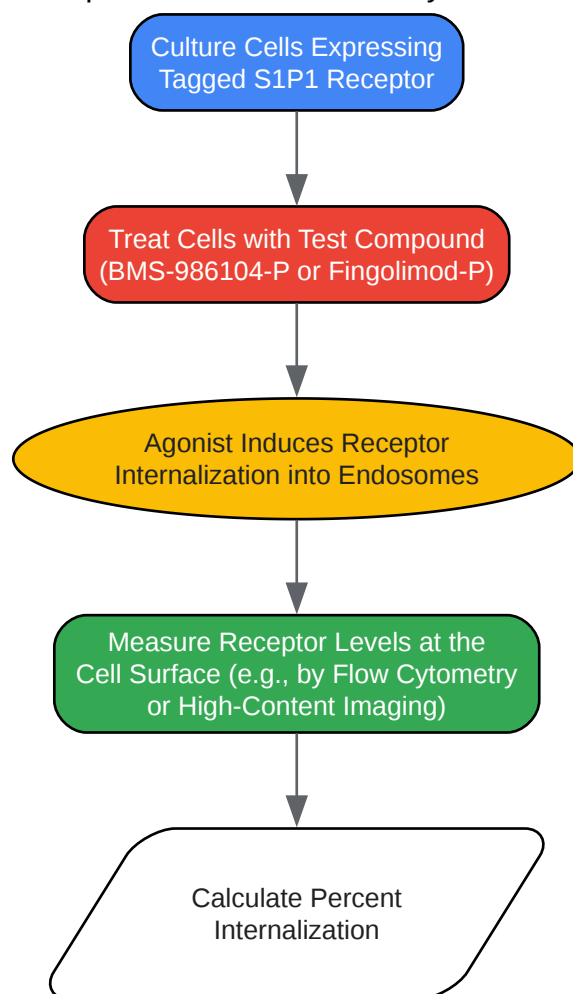 Culture Cells Expressing
Tagged S1P1 Receptor
Treat Cells with Test Compound
(BMS-986104-P or Fingolimod-P)
Agonist Induces Receptor
Internalization into Endosomes
Measure Receptor Levels at the
Cell Surface (e.g., by Flow Cytometry
or High-Content Imaging)
Calculate Percent
Internalization